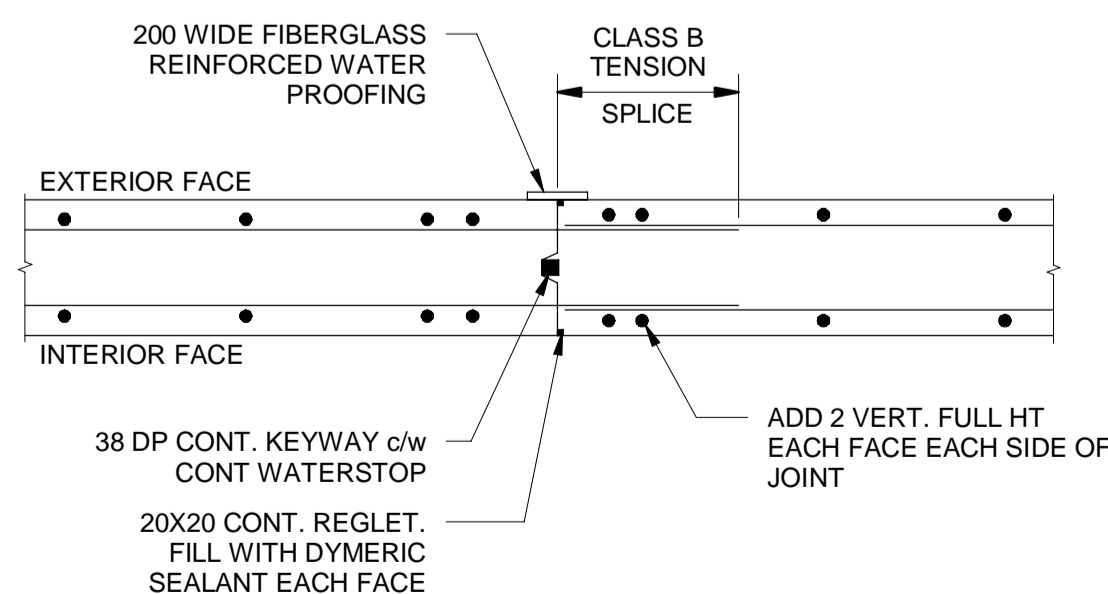 200 WIDE FIBERGLASS
REINFORCED WATER
PROOFING
CLASS B
TENSION
SPLICE
EXTERIOR FACE
INTERIOR FACE
38 DP CONT. KEYWAY c/w
CONT WATERSTOP
20X20 CONT. REGLET.
FILL WITH DYMERIC
SEALANT EACH FACE
ADD 2 VERT. FULL HT
EACH FACE EACH SIDE OF
JOINT